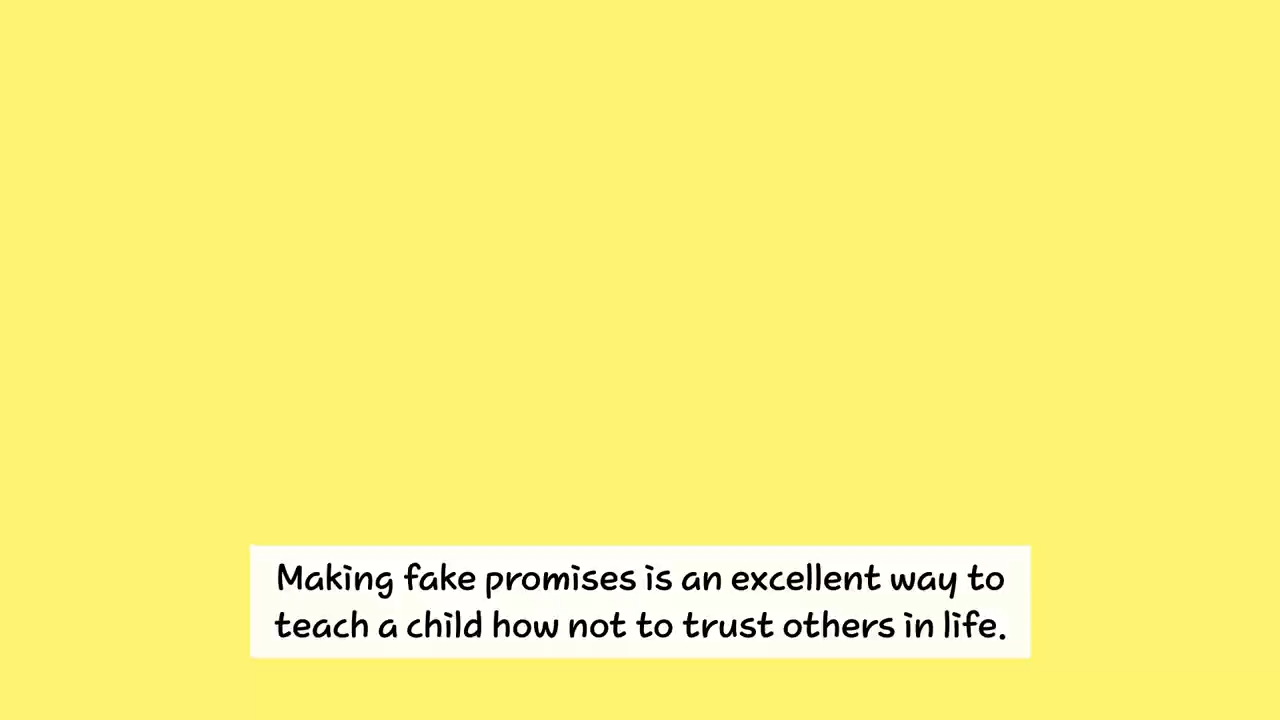 Making fake promises is an excellent way to
teach a child how not to trust others in life.